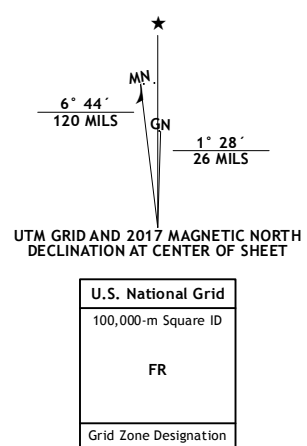 ★
MN
GN
6° 44´
120 MILS
1° 28´
26 MILS
UTM GRID AND 2017 MAGNETIC NORTH
DECLINATION AT CENTER OF SHEET
U.S. National Grid
100,000-m Square ID
FR
Grid Zone Designation